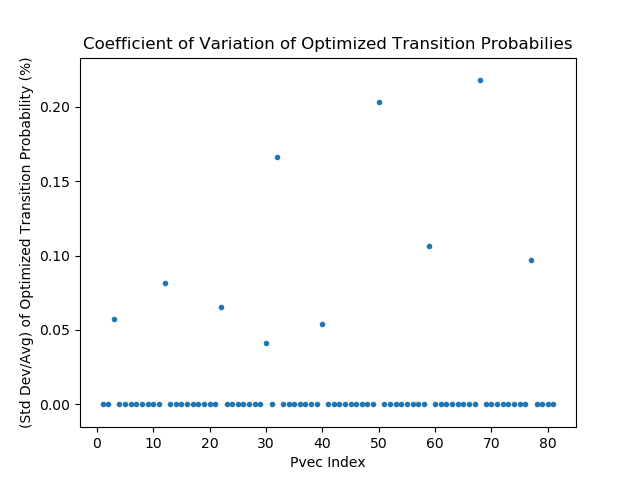 Coefficient of Variation of Optimized Transition Probabilies
(Std Dev/Avg) of Optimized Transition Probability (%)
0.20
0.15
0.10
0.05
0.00
0 10 20 30 40 50 60 70 80
Pvec Index